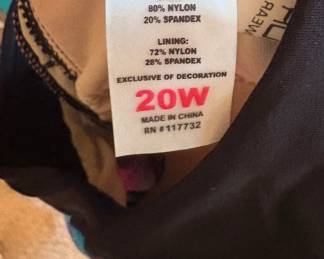 80% NYLON
20% SPANDEX
LINING:
72% NYLON
28% SPANDEX
EXCLUSIVE OF DECORATION
20W
MADE IN CHINA
RN #117732